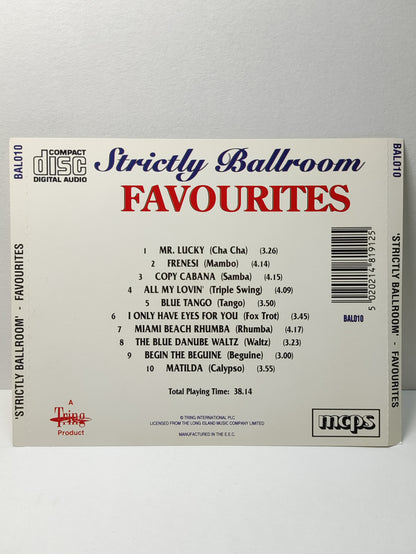 COMPACT
disc
DIGITAL AUDIO
Strictly Ballroom
FAVOURITES
1 MR. LUCKY (Cha Cha) (3.26)
2 FRENESI (Mambo) (4.14)
3 COPY CABANA (Samba) (4.15)
4 ALL MY LOVIN' (Triple Swing) (4.09)
5 BLUE TANGO (Tango) (3.50)
6 I ONLY HAVE EYES FOR YOU (Fox Trot) (3.45)
7 MIAMI BEACH RHUMBA (Rhumba) (4.17)
8 THE BLUE DANUBE WALTZ (Waltz) (3.23)
9 BEGIN THE BEGUINE (Beguine) (3.00)
10 MATILDA (Calypso) (3.55)
Total Playing Time: 38.14
A
Tring
Product
© TRING INTERNATIONAL PLC
LICENSED FROM THE LONG ISLAND MUSIC COMPANY LIMITED
MANUFACTURED IN THE E.E.C.
mcps
5 020214 819125
BAL010
BAL010
'STRICTLY BALLROOM' - FAVOURITES
BAL010
'STRICTLY BALLROOM' - FAVOURITES